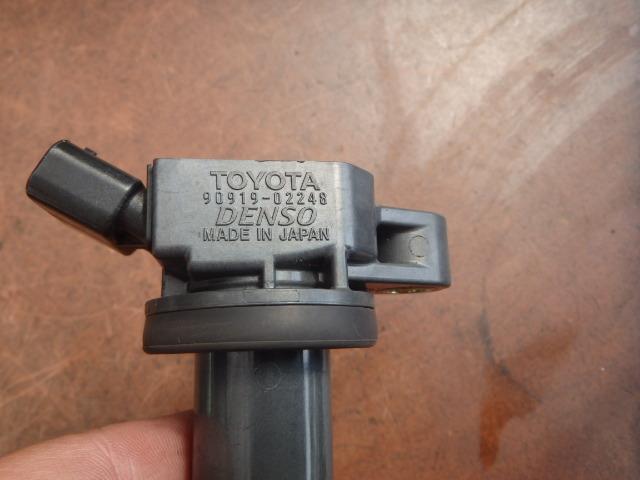 TOYOTA
90919-02248
DENSO
MADE IN JAPAN